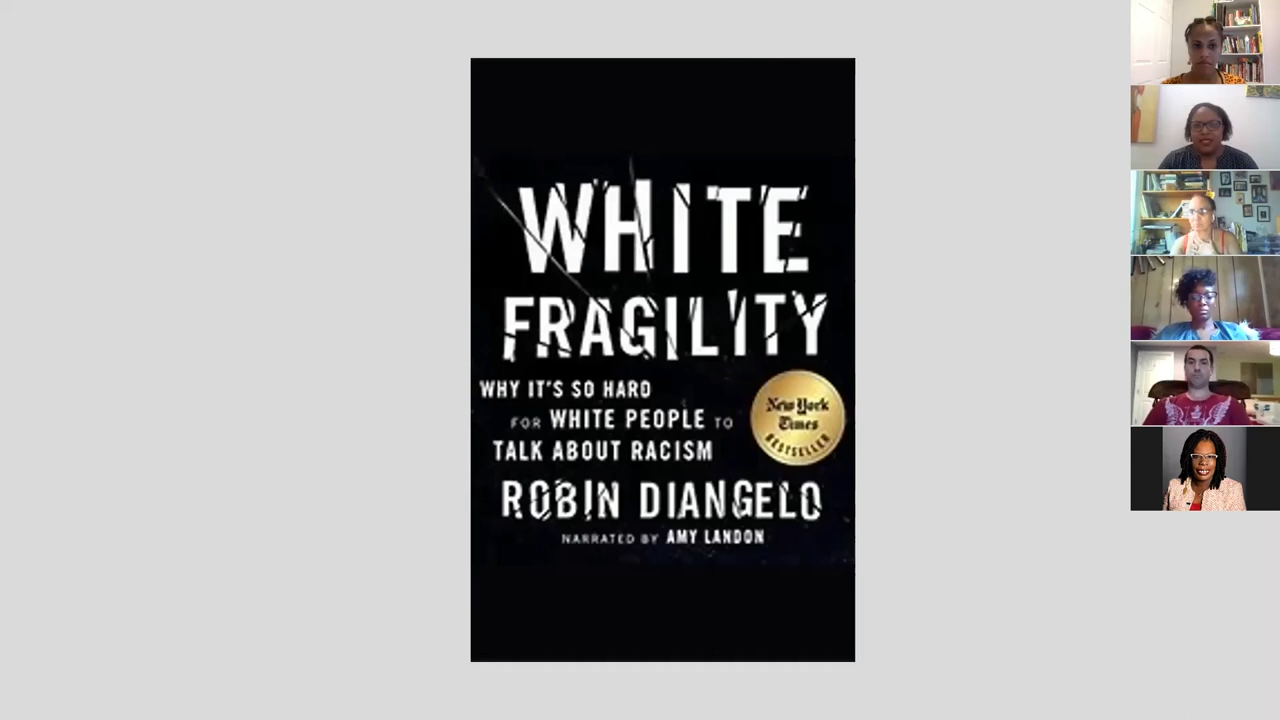 WHITE
FRAGILITY
WHY IT'S SO HARD
FOR WHITE PEOPLE TO
TALK ABOUT RACISM
New York
Times
BESTSELLER
ROBIN DIANGELO
NARRATED BY AMY LANDON